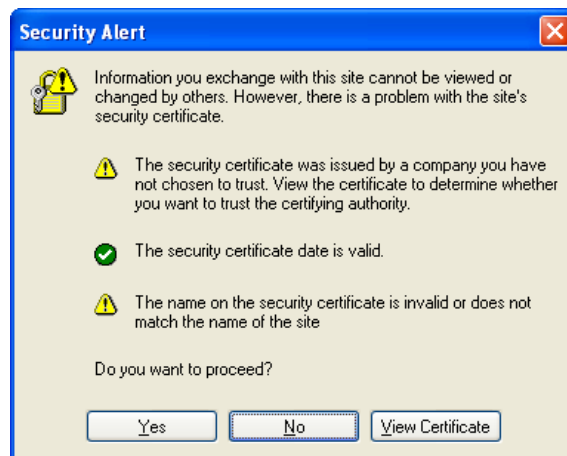 Security Alert
Information you exchange with this site cannot be viewed or
changed by others. However, there is a problem with the site's
security certificate.
The security certificate was issued by a company you have
not chosen to trust. View the certificate to determine whether
you want to trust the certifying authority.
The security certificate date is valid.
The name on the security certificate is invalid or does not
match the name of the site
Do you want to proceed?
Yes No View Certificate